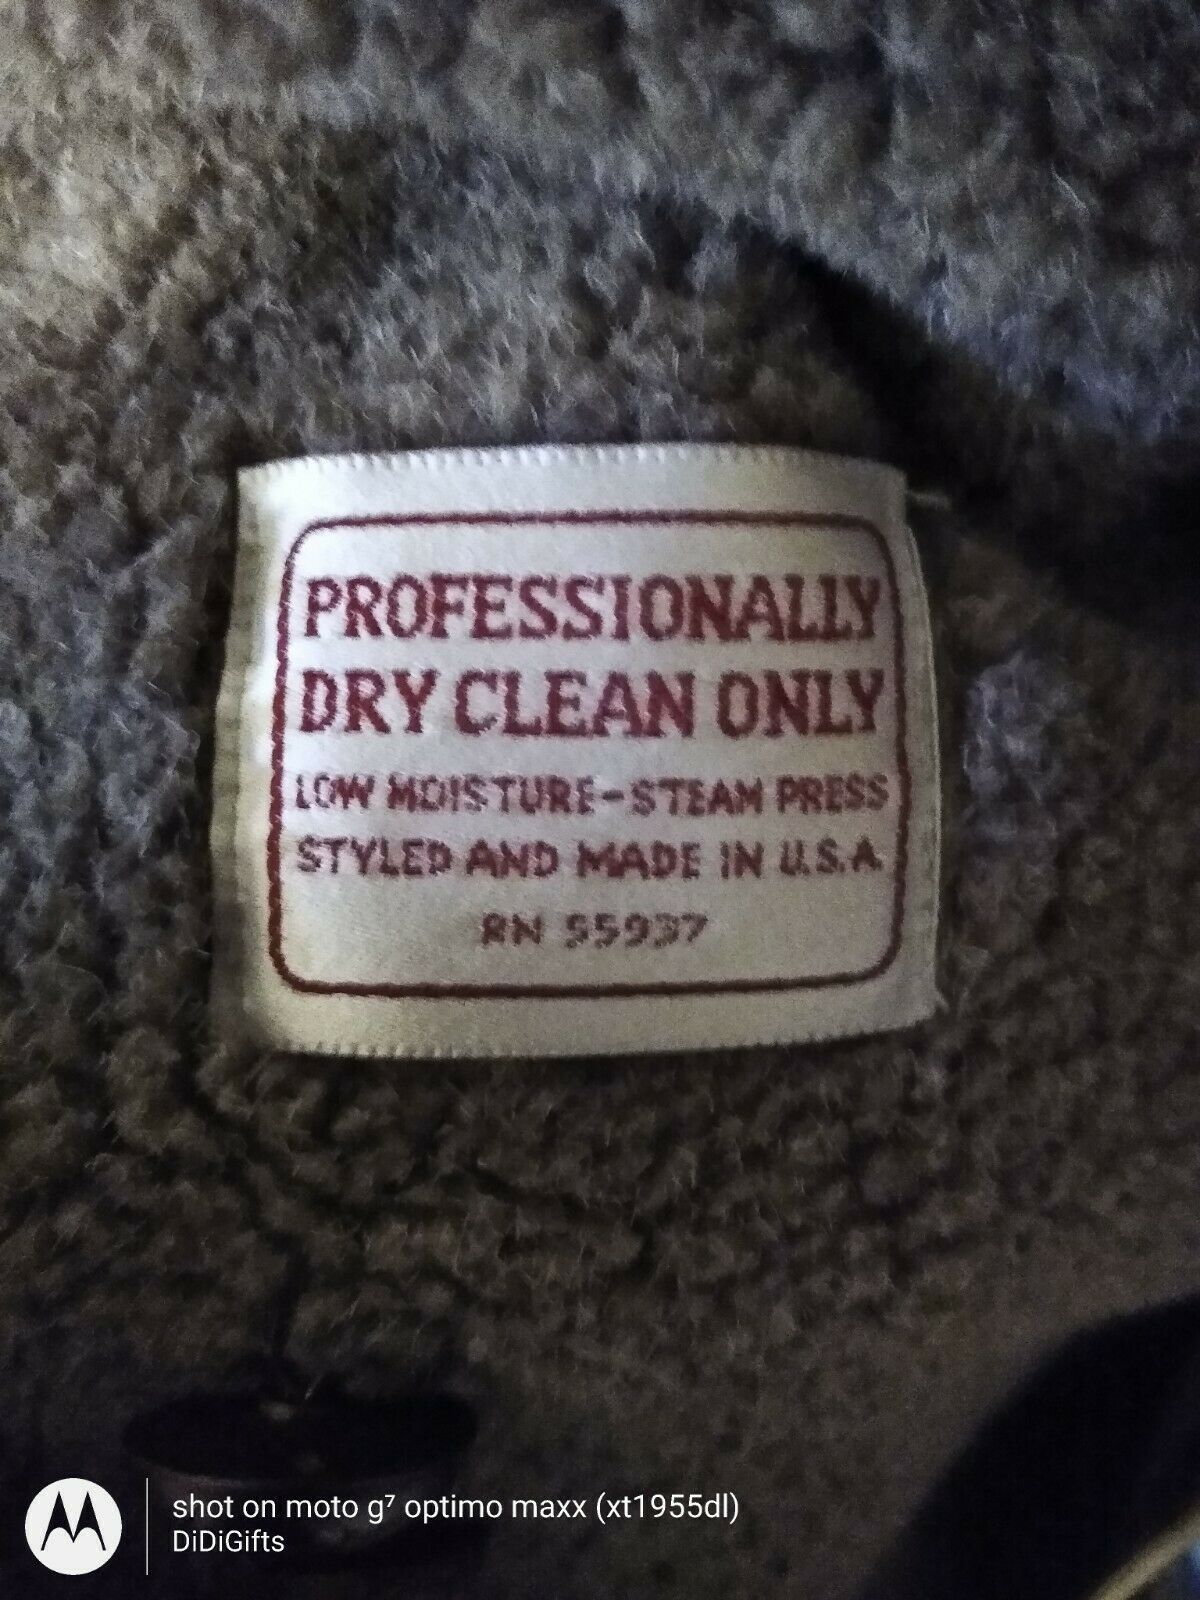 PROFESSIONALLY
DRY CLEAN ONLY
LOW MOISTURE-STEAM PRESS
STYLED AND MADE IN U.S.A.
RN 55937
shot on moto g⁷ optimo maxx (xt1955dl)
DiDiGifts